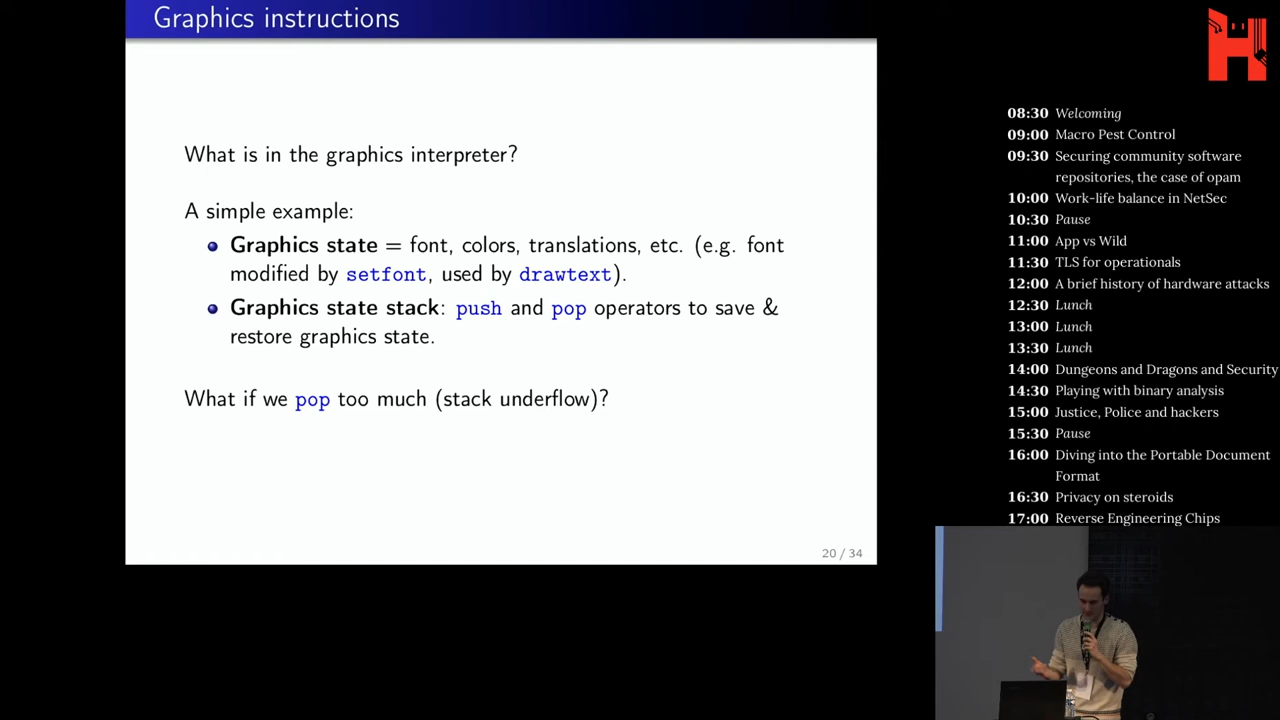 Graphics instructions
What is in the graphics interpreter?
A simple example:
Graphics state = font, colors, translations, etc. (e.g. font
modified by setfont, used by drawtext).
Graphics state stack: push and pop operators to save &
restore graphics state.
What if we pop too much (stack underflow)?
20 / 34
08:30 Welcoming
09:00 Macro Pest Control
09:30 Securing community software
repositories, the case of opam
10:00 Work-life balance in NetSec
10:30 Pause
11:00 App vs Wild
11:30 TLS for operationals
12:00 A brief history of hardware attacks
12:30 Lunch
13:00 Lunch
13:30 Lunch
14:00 Dungeons and Dragons and Security
14:30 Playing with binary analysis
15:00 Justice, Police and hackers
15:30 Pause
16:00 Diving into the Portable Document
Format
16:30 Privacy on steroids
17:00 Reverse Engineering Chips